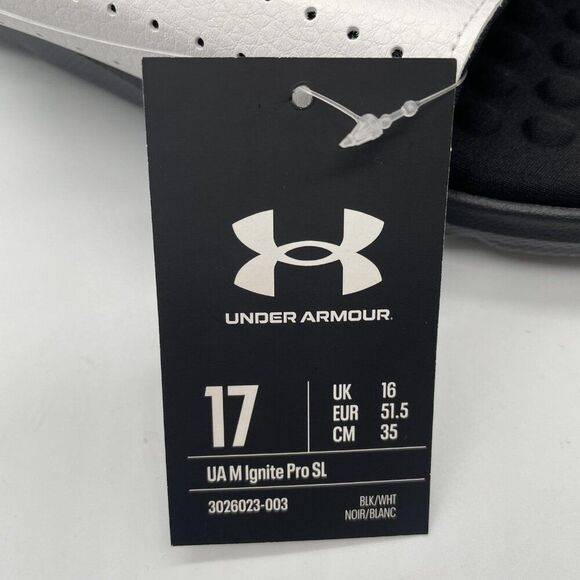 UNDER ARMOUR
17
UK 16
EUR 51.5
CM 35
UA M Ignite Pro SL
3026023-003
BLK/WHT
NOIR/BLANC